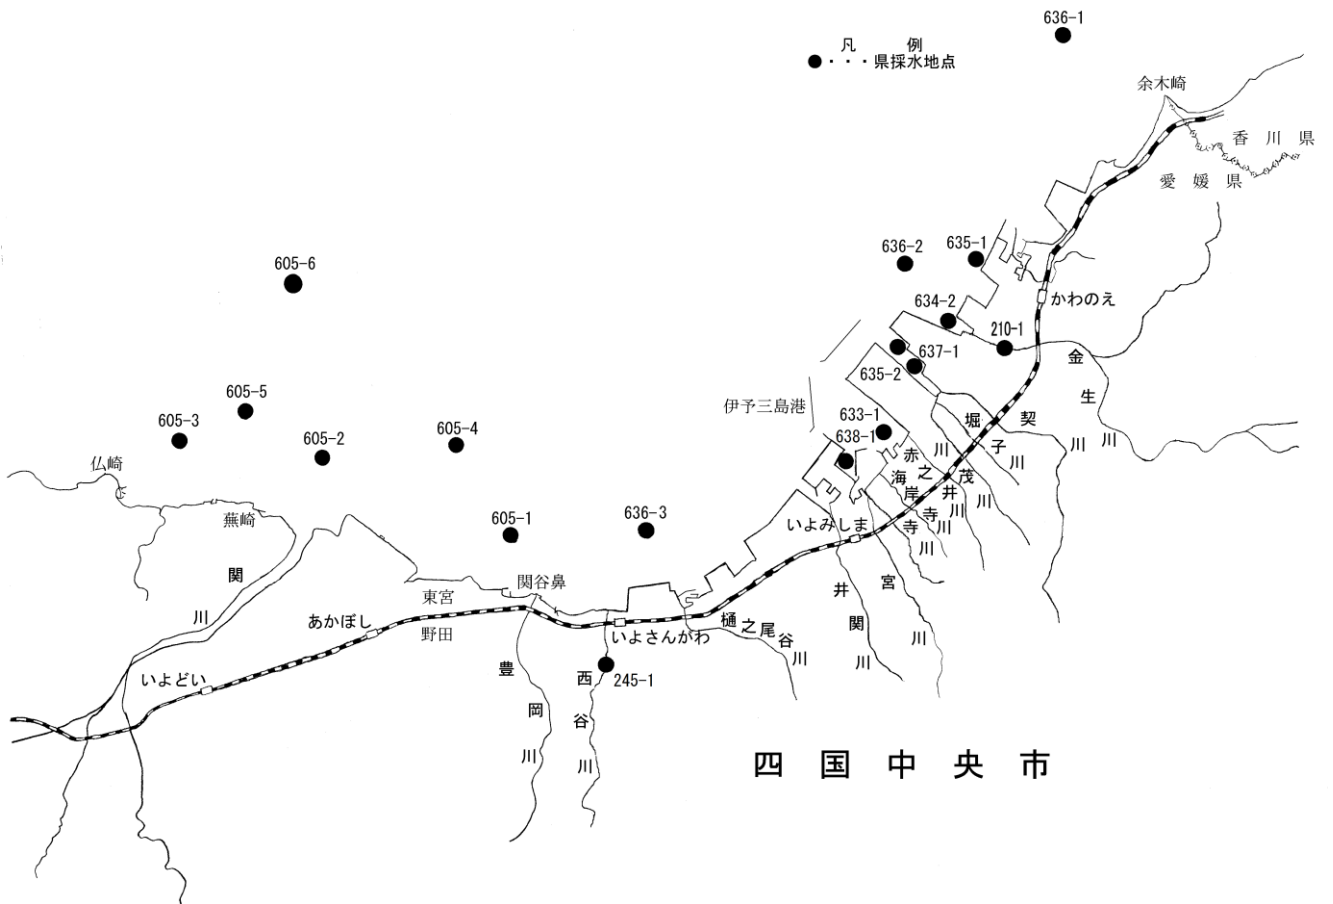 636-1
凡 例
●・・・県採水地点
余木崎
香川県
愛媛県
636-2
635-1
605-6
かわのえ
634-2
210-1
金生川
637-1
635-2
605-5
605-3
605-2
605-4
伊予三島港
633-1
638-1
契川
堀子川
茂川
赤之井川
海岸寺川
寺川
仏崎
蕪崎
605-1
636-3
いよみしま
関川
関谷鼻
東宮
野田
あかぼし
いよさんがわ
樋之尾谷川
井関川
宮川
いよどい
豊岡川
西谷川
245-1
四国中央市